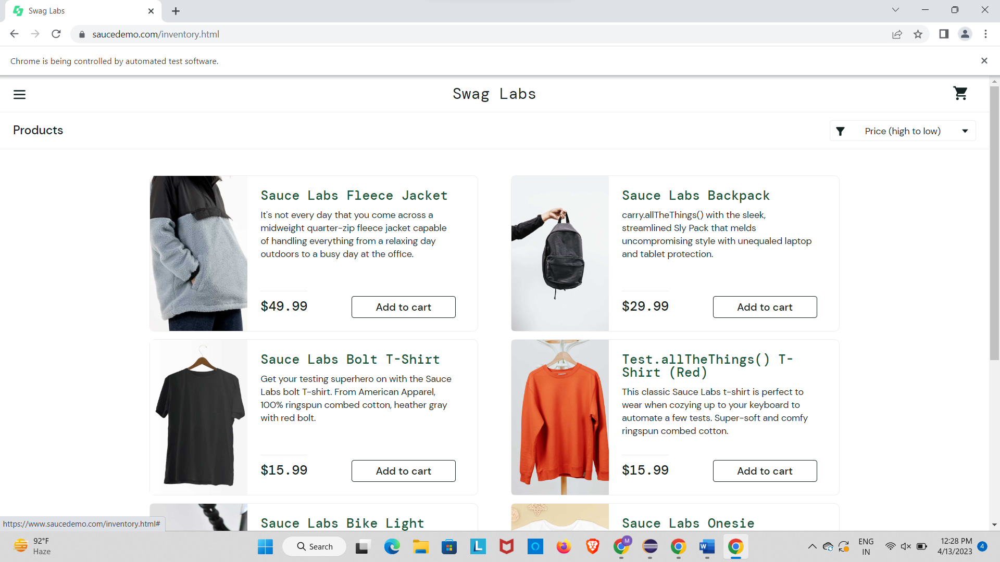 Swag Labs
saucedemo.com/inventory.html
Chrome is being controlled by automated test software.
Swag Labs
Products
Price (high to low)
Sauce Labs Fleece Jacket
It's not every day that you come across a
midweight quarter-zip fleece jacket capable
of handling everything from a relaxing day
outdoors to a busy day at the office.
$49.99
Add to cart
Sauce Labs Backpack
carry.allTheThings() with the sleek,
streamlined Sly Pack that melds
uncompromising style with unequaled laptop
and tablet protection.
$29.99
Add to cart
Sauce Labs Bolt T-Shirt
Get your testing superhero on with the Sauce
Labs bolt T-shirt. From American Apparel,
100% ringspun combed cotton, heather gray
with red bolt.
$15.99
Add to cart
Test.allTheThings() T-
Shirt (Red)
This classic Sauce Labs t-shirt is perfect to
wear when cozying up to your keyboard to
automate a few tests. Super-soft and comfy
ringspun combed cotton.
$15.99
Add to cart
Sauce Labs Bike Light
Sauce Labs Onesie
https://www.saucedemo.com/inventory.html#
92°F
Haze
Search
L
M
W
ENG
IN
12:28 PM
4/13/2023
4